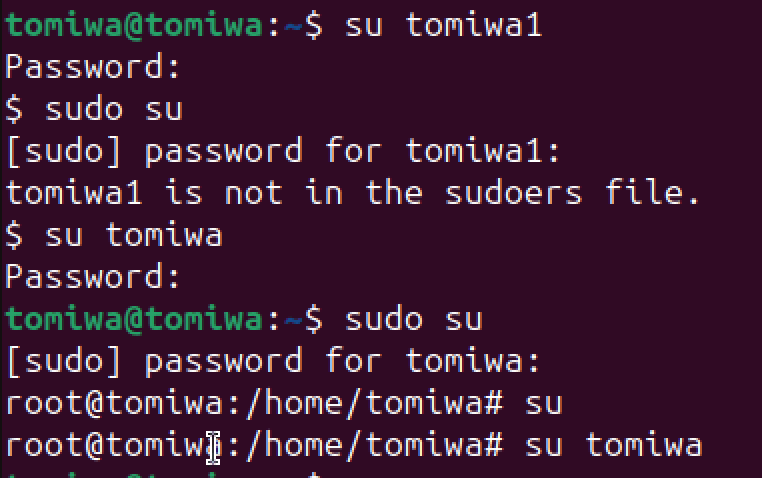 tomiwa@tomiwa:~$ su tomiwa1
Password:
$ sudo su
[sudo] password for tomiwa1:
tomiwa1 is not in the sudoers file.
$ su tomiwa
Password:
tomiwa@tomiwa:~$ sudo su
[sudo] password for tomiwa:
root@tomiwa:/home/tomiwa# su
root@tomiwa:/home/tomiwa# su tomiwa